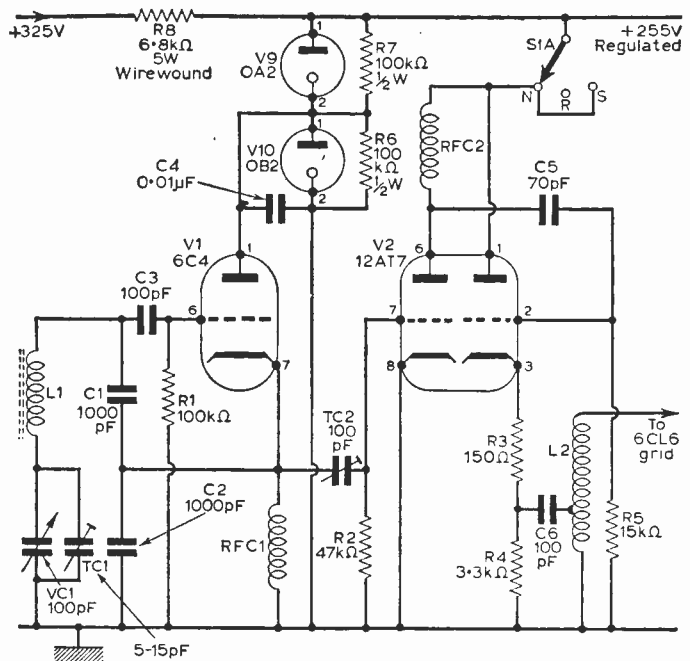 +325V
R8
6·8kΩ
5W
Wirewound
1
V9
OA2
2
R7
100kΩ
½W
+255V
Regulated
S1A
N
R
S
1
V10
OB2
2
R6
100
kΩ
½W
C4
0·01μF
RFC2
C5
70pF
V1
6C4
1
6
7
V2
12AT7
6
1
7
2
8
3
C3
100pF
L1
C1
1000
pF
R1
100kΩ
TC2
100
pF
R3
150Ω
L2
To
6CL6
grid
C2
1000pF
RFC1
R2
47kΩ
C6
100
pF
R4
3·3kΩ
R5
15kΩ
VC1
100pF
TC1
5-15pF